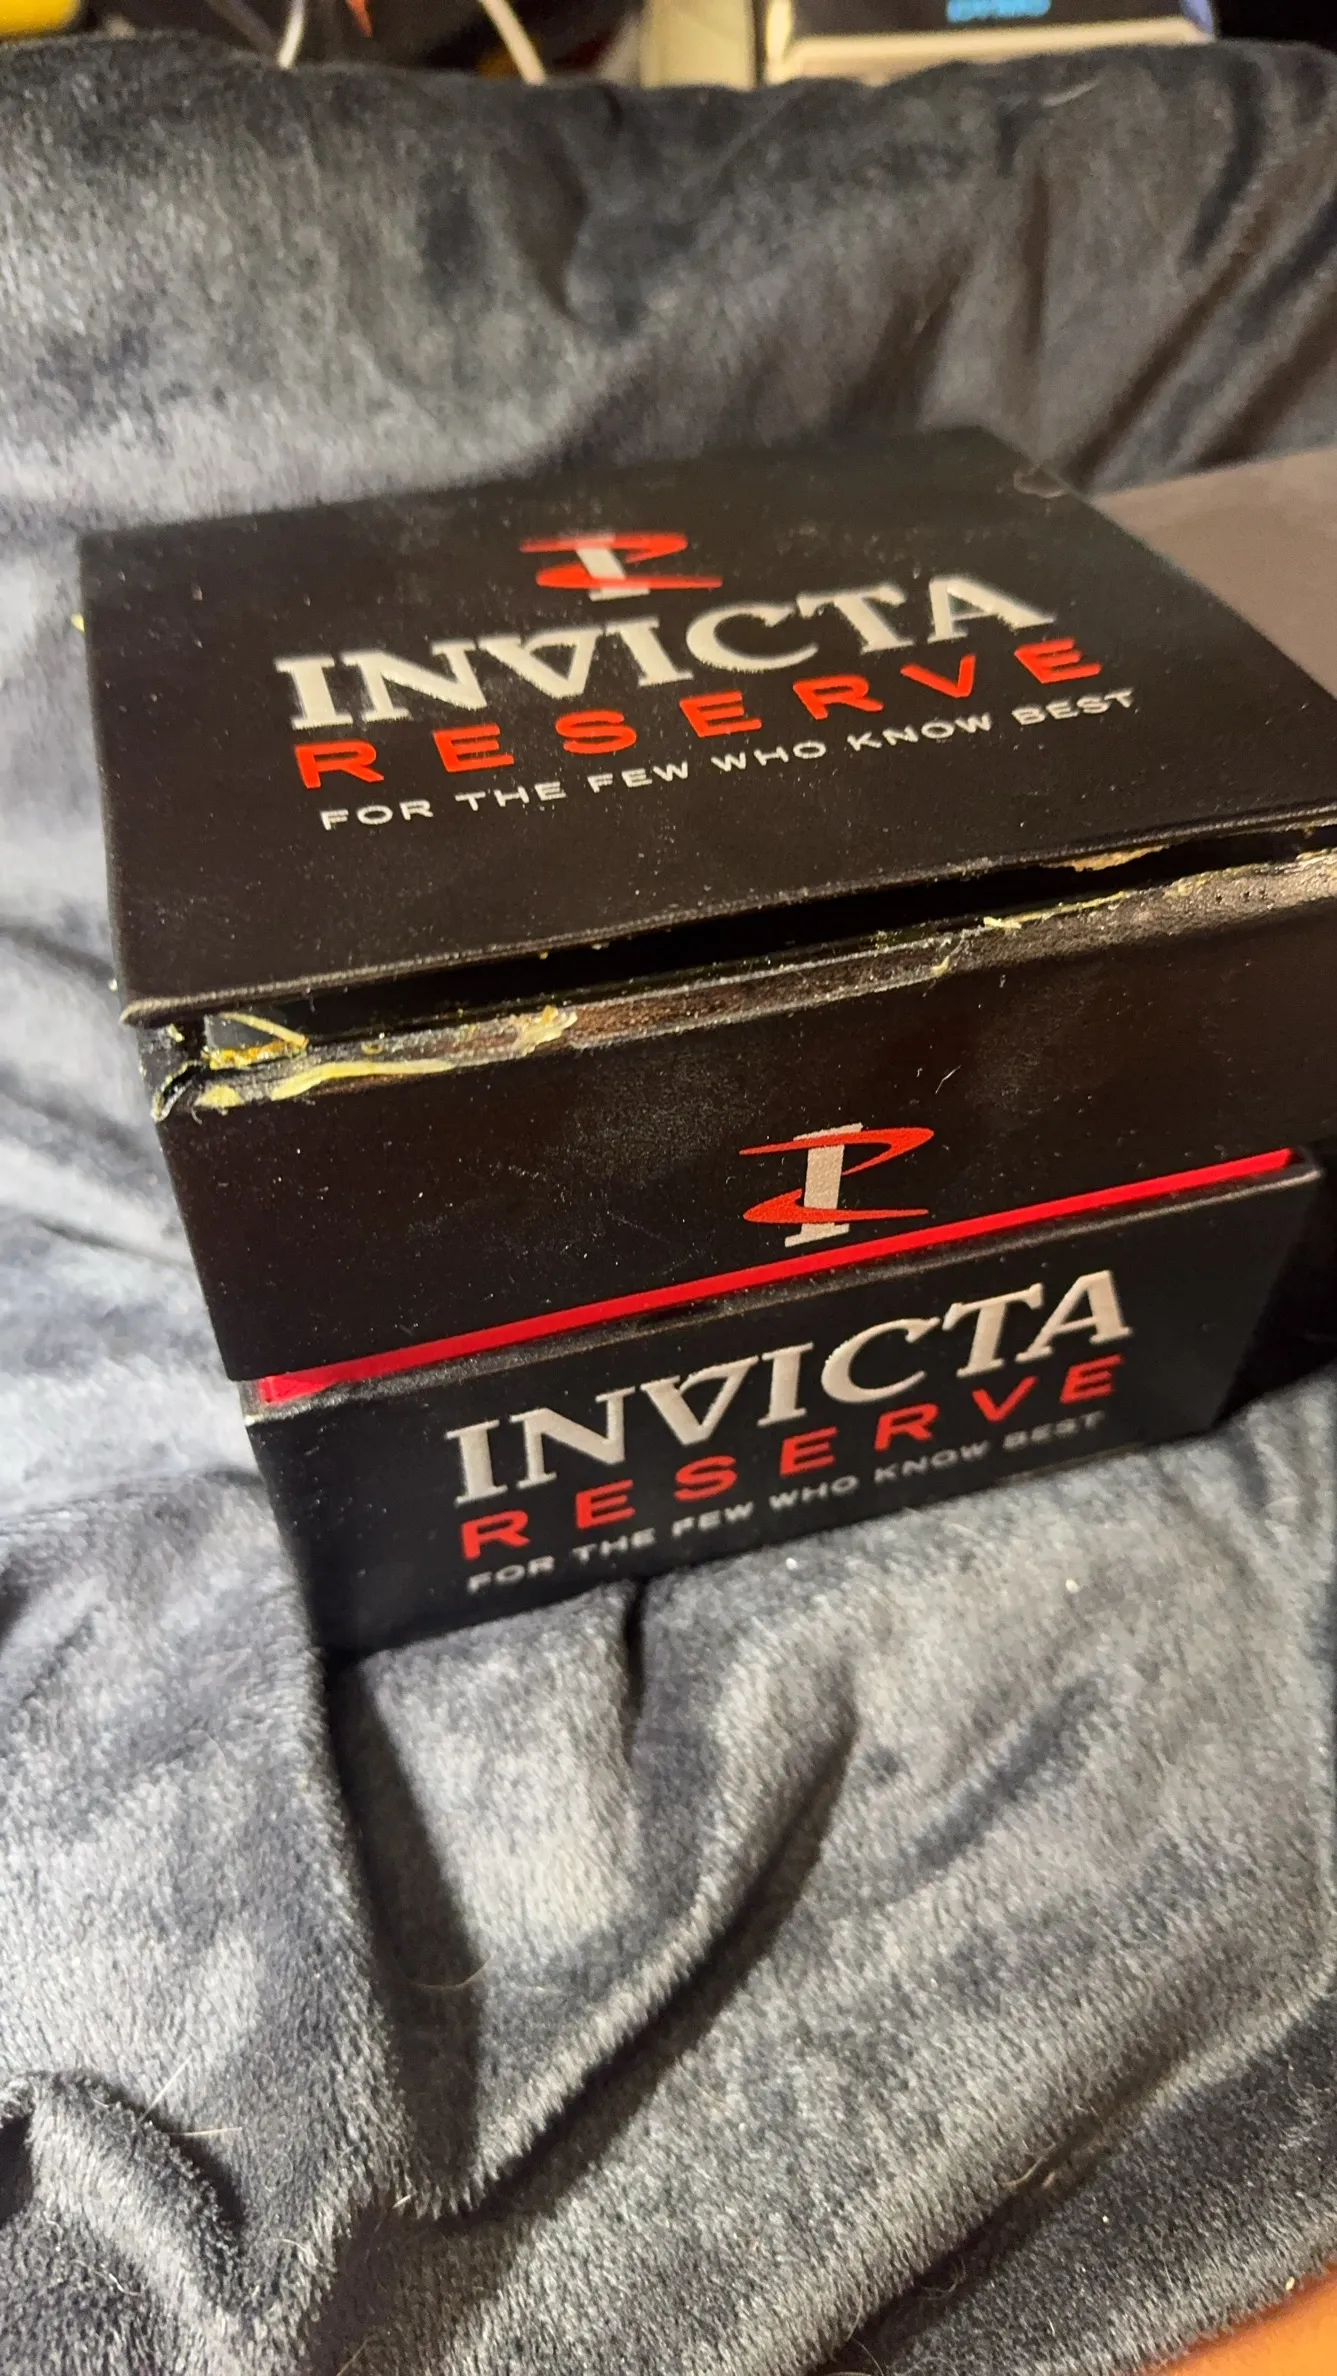 INVICTA
RESERVE
FOR THE FEW WHO KNOW BEST
INVICTA
RESERVE
FOR THE FEW WHO KNOW BEST